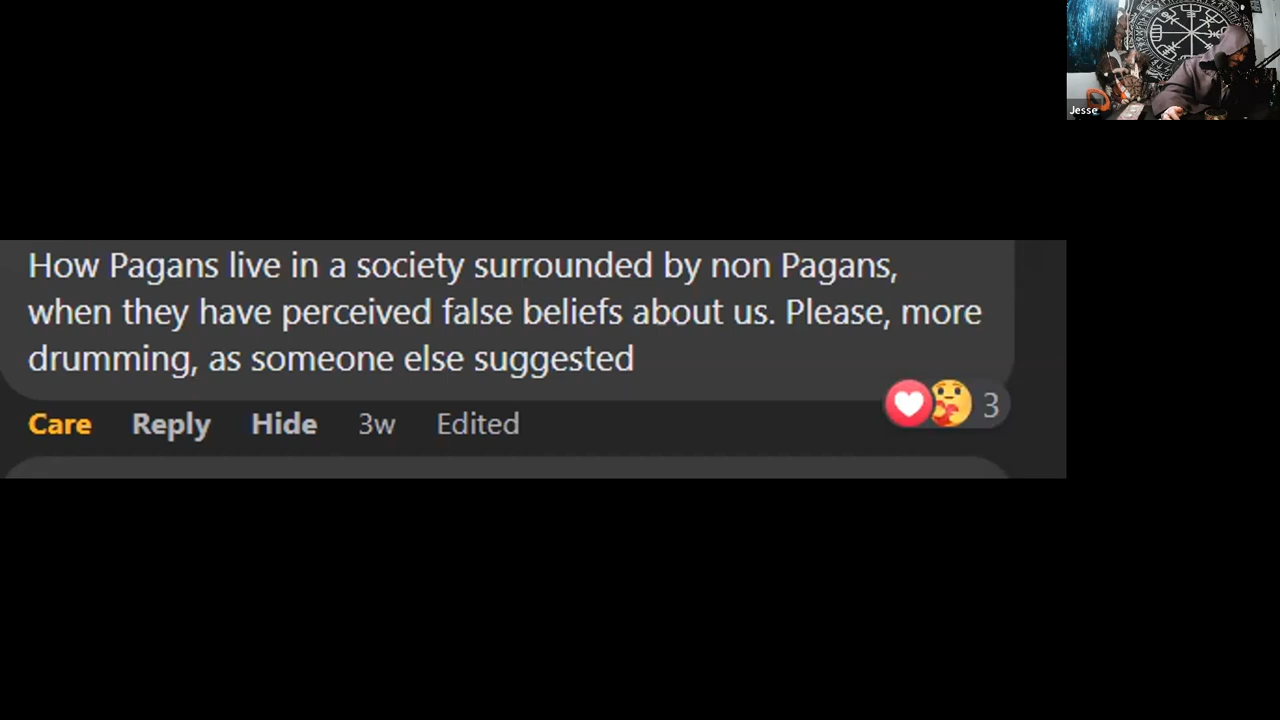 Jesse
How Pagans live in a society surrounded by non Pagans,
when they have perceived false beliefs about us. Please, more
drumming, as someone else suggested
Care Reply Hide 3w Edited 3